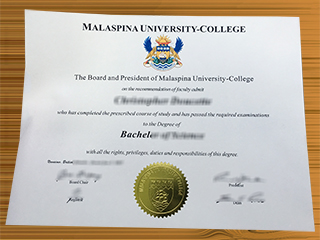 MALASPINA UNIVERSITY-COLLEGE
The Board and President of Malaspina University-College
on the recommendation of faculty admit
who has completed the prescribed course of study and has passed the required examinations
to the Degree of
Bachelor of Science
with all the rights, privileges, duties and responsibilities of this degree.
Board Chair
President
Registrar
Dean